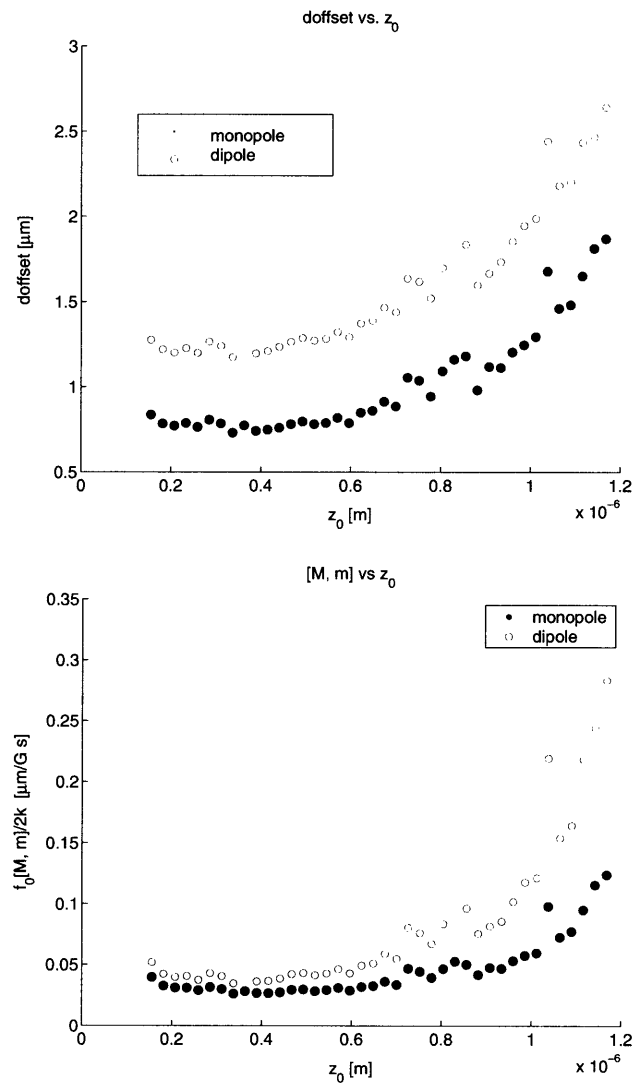 doffset vs. z0
3
2.5
2
1.5
1
0.5
doffset [μm]
monopole
dipole
0 0.2 0.4 0.6 0.8 1 1.2
x 10-6
z0 [m]
[M, m] vs z0
0.35
0.3
0.25
0.2
0.15
0.1
0.05
0
f0[M, m]/2k [μm/G s]
monopole
dipole
0 0.2 0.4 0.6 0.8 1 1.2
x 10-6
z0 [m]